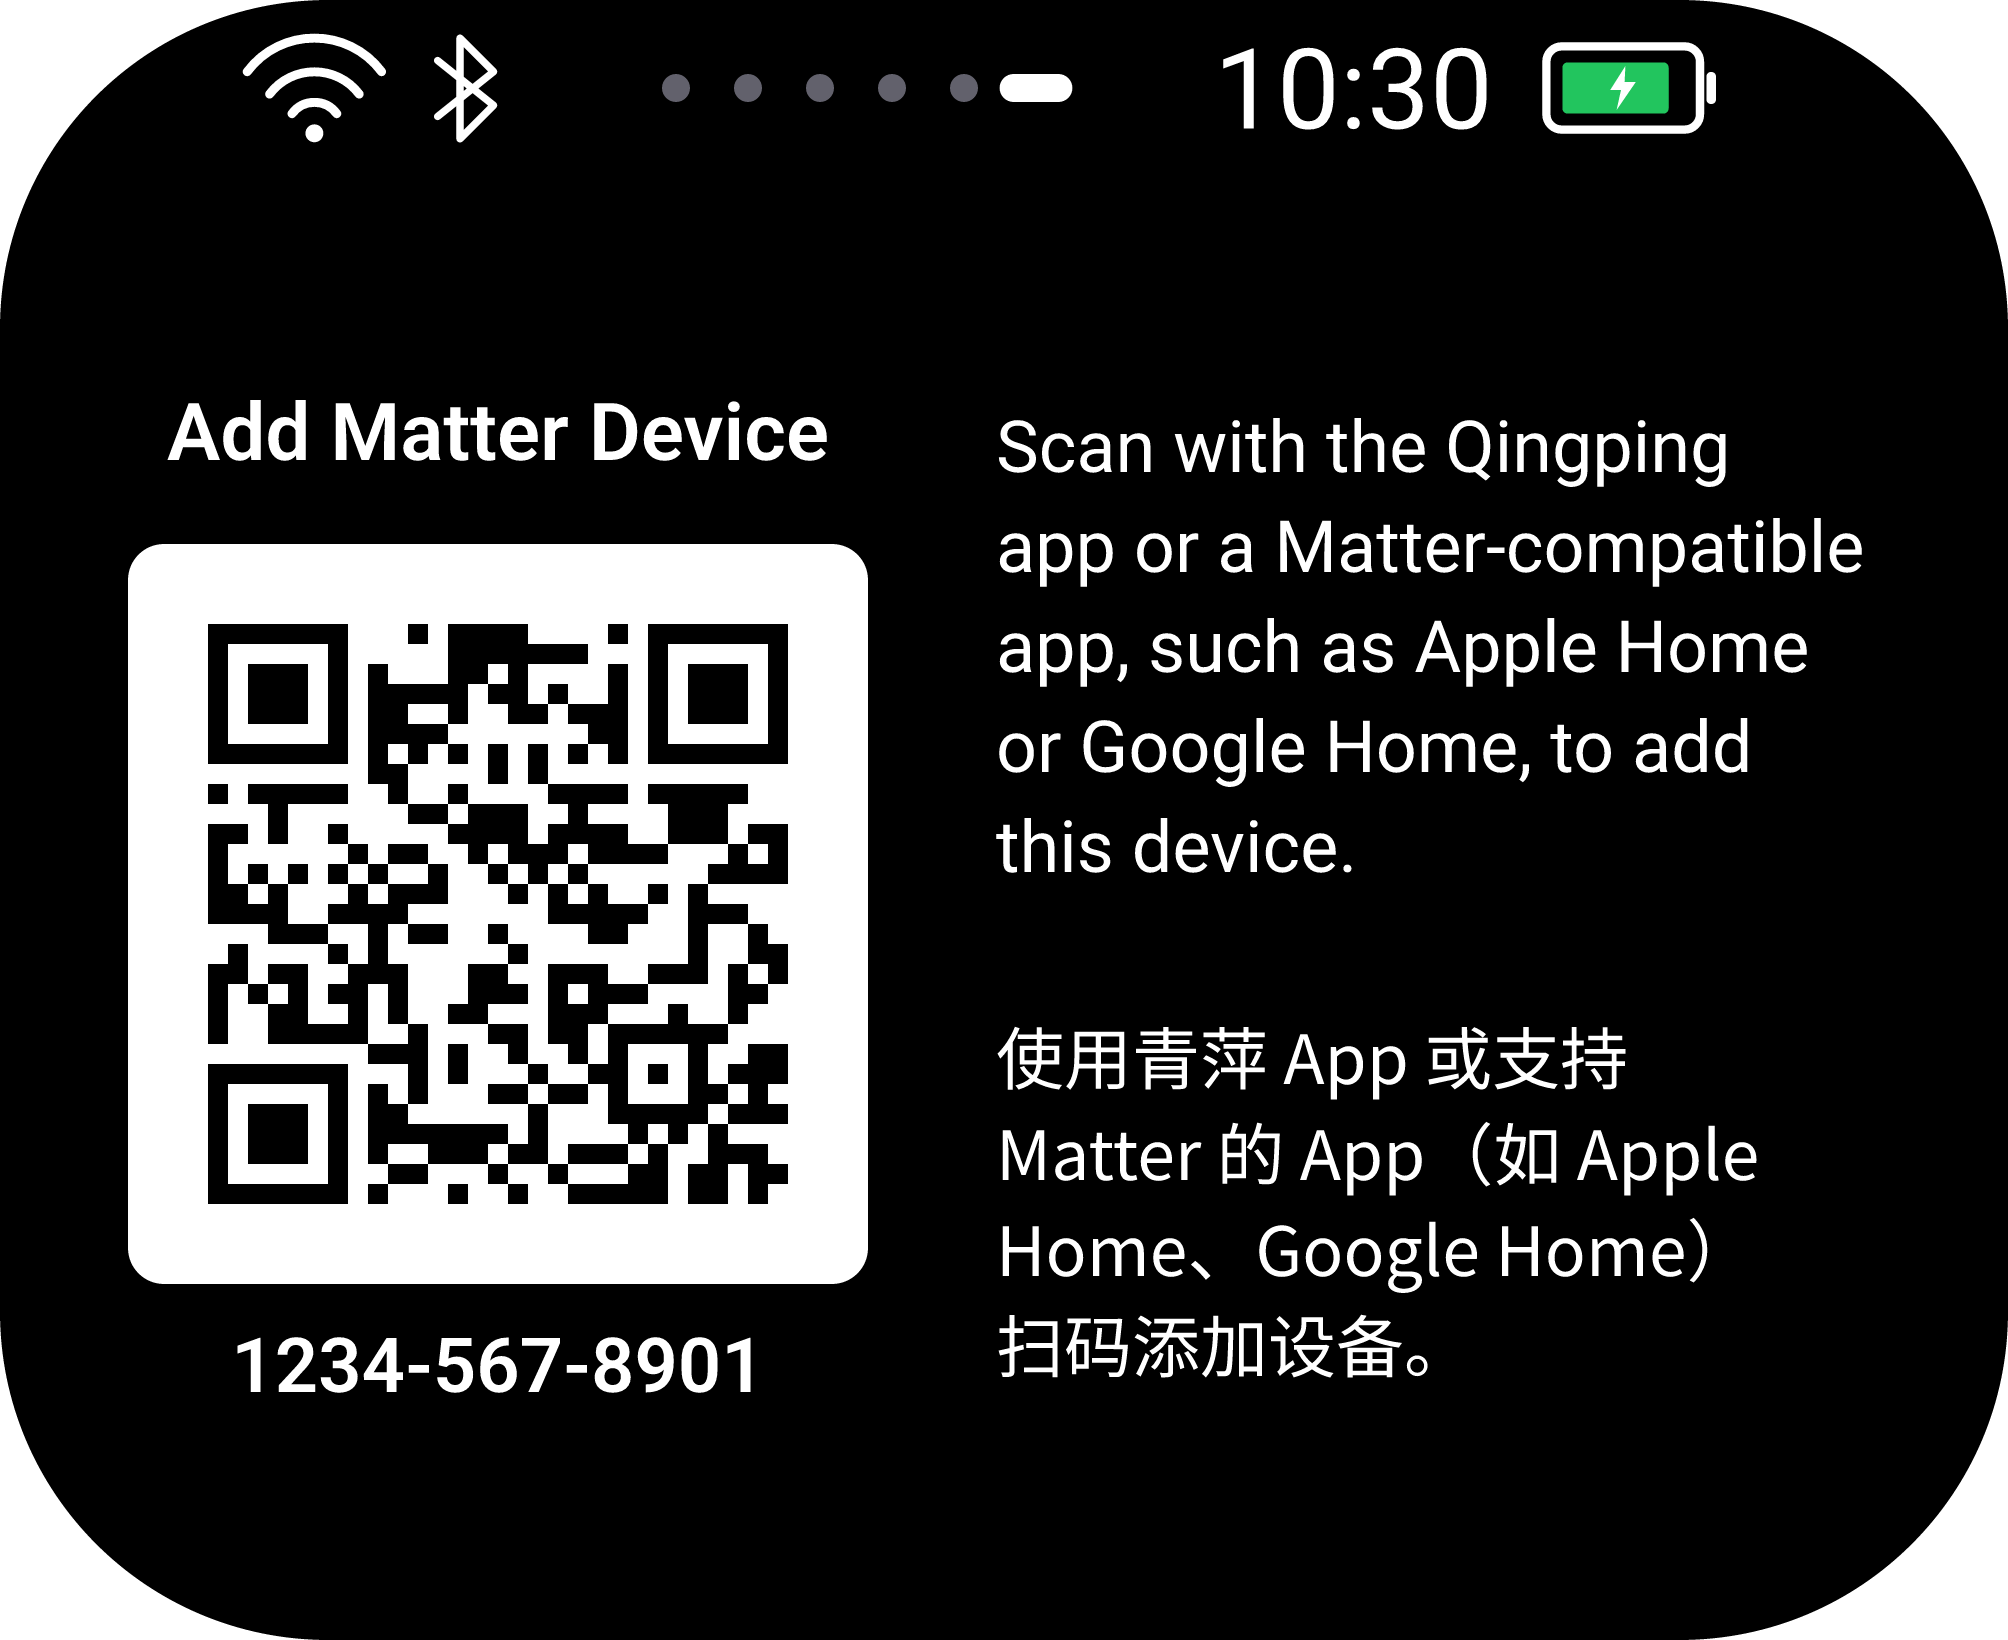 10:30
Add Matter Device
1234-567-8901
Scan with the Qingping
app or a Matter-compatible
app, such as Apple Home
or Google Home, to add
this device.
使用青萍 App 或支持
Matter 的 App（如 Apple
Home、Google Home）
扫码添加设备。